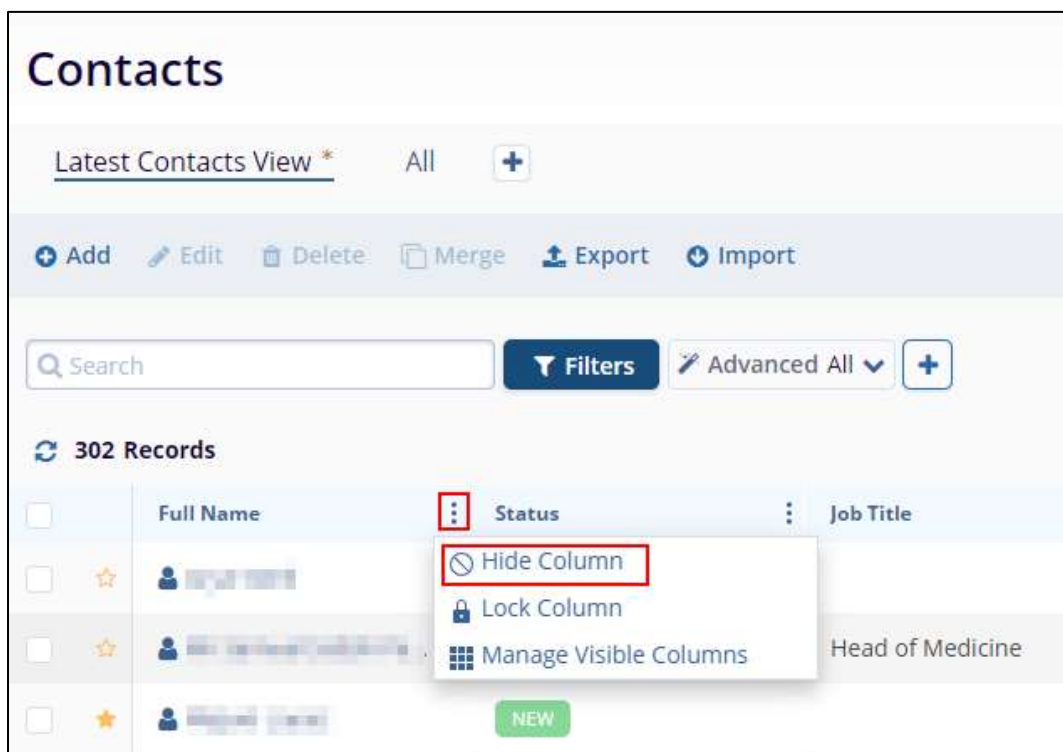 Contacts
Latest Contacts View * All +
Add Edit Delete Merge Export Import
Search Filters Advanced All +
302 Records
Full Name Status Job Title
Hide Column
Lock Column
Manage Visible Columns Head of Medicine
NEW